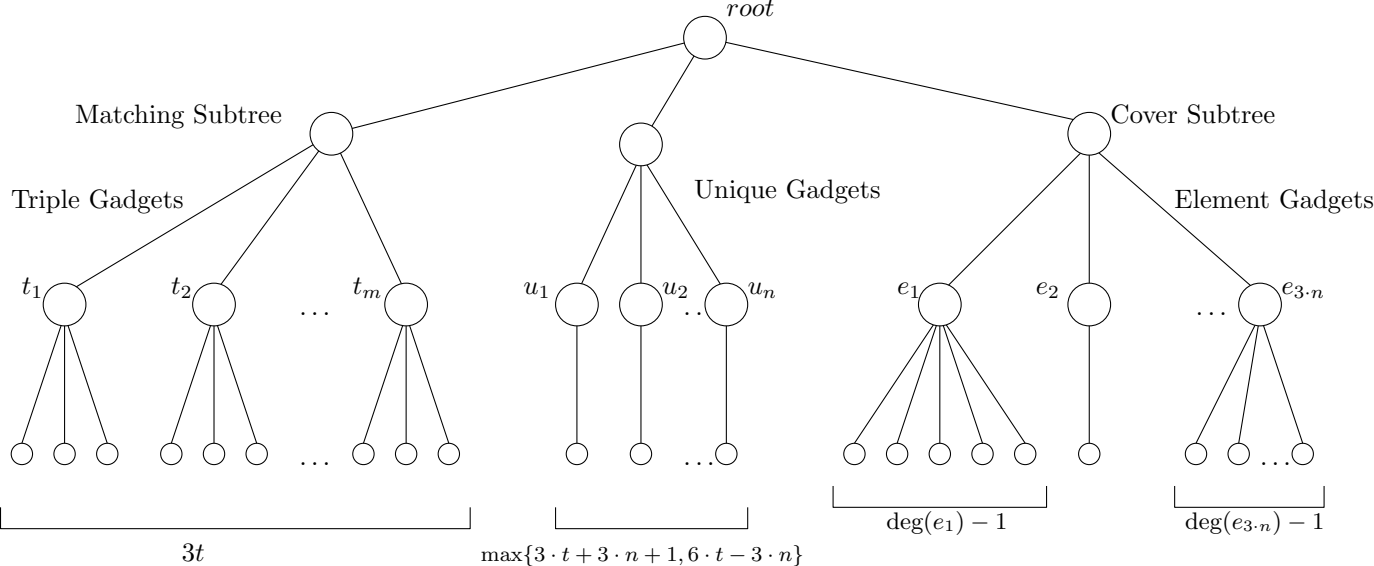 root
Matching Subtree
Cover Subtree
Triple Gadgets
Unique Gadgets
Element Gadgets
t₁ t₂ … tₘ u₁ u₂ … uₙ e₁ e₂ … e₃.ₙ
… … …
3t
max{3 · t + 3 · n + 1, 6 · t − 3 · n}
deg(e₁) − 1
deg(e₃.ₙ) − 1